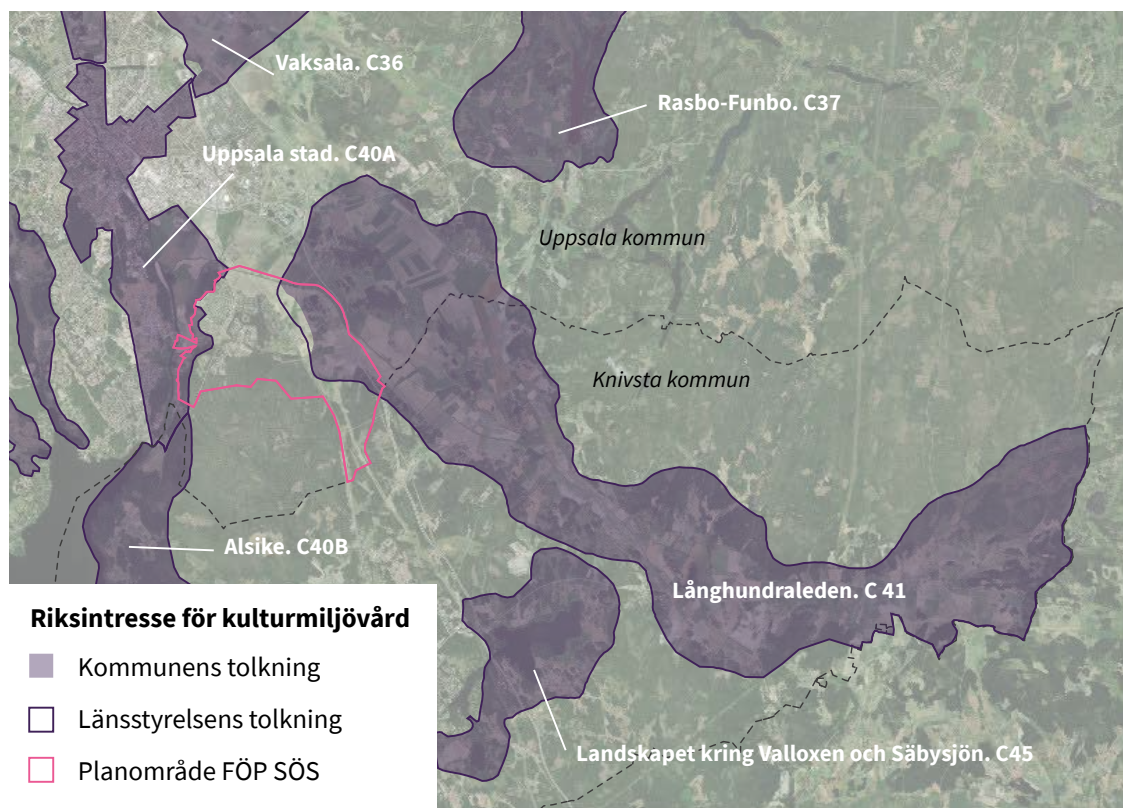 Vaksala. C36
Rasbo-Funbo. C37
Uppsala stad. C40A
Uppsala kommun
Knivsta kommun
Alsike. C40B
Långhundraleden. C 41
Landskapet kring Valloxen och Säbysjön. C45
Riksintresse för kulturmiljövård
Kommunens tolkning
Länsstyrelsens tolkning
Planområde FÖP SÖS